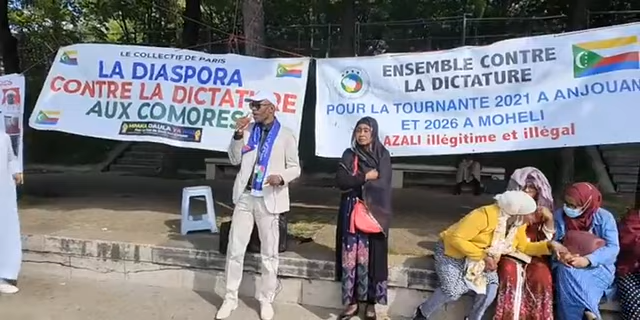 LE COLLECTIF DE PARIS
LA DIASPORA
CONTRE LA DICTATURE
AUX COMORES
ENSEMBLE CONTRE
LA DICTATURE
POUR LA TOURNANTE 2021 A ANJOUAN
ET 2026 A MOHELI
AZALI illégitime et illégal